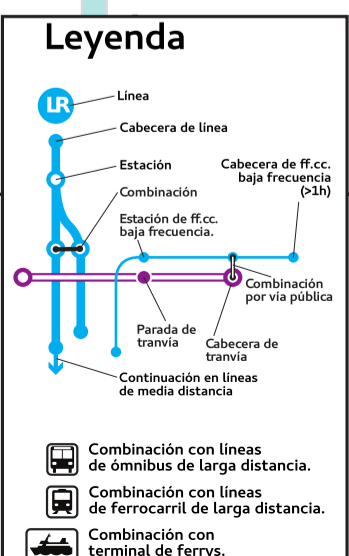 Leyenda
LR
Línea
Cabecera de línea
Estación
Cabecera de ff.cc.
baja frecuencia
(>1h)
Combinación
Estación de ff.cc.
baja frecuencia.
Combinación
por vía pública
Parada de
tranvía
Cabecera de
tranvía
Continuación en líneas
de media distancia
Combinación con líneas
de ómnibus de larga distancia.
Combinación con líneas
de ferrocarril de larga distancia.
Combinación con
terminal de ferrys.